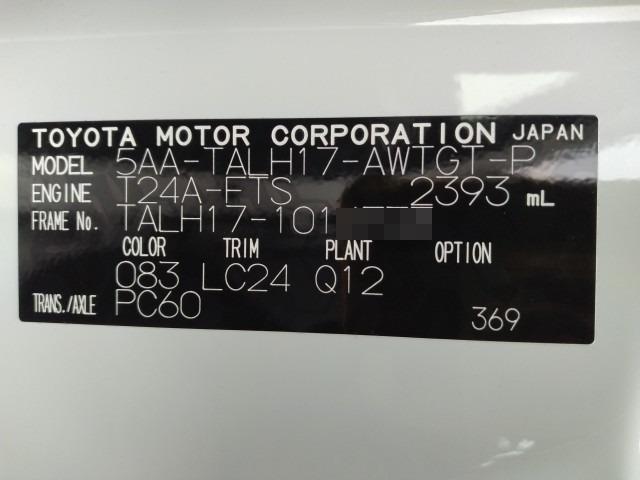 TOYOTA MOTOR CORPORATION JAPAN
MODEL 5AA-TALH17-AWTGT-P
ENGINE T24A-FTS 2393 mL
FRAME No. TALH17-101
COLOR TRIM PLANT OPTION
083 LC24 Q12
TRANS./AXLE PC60
369